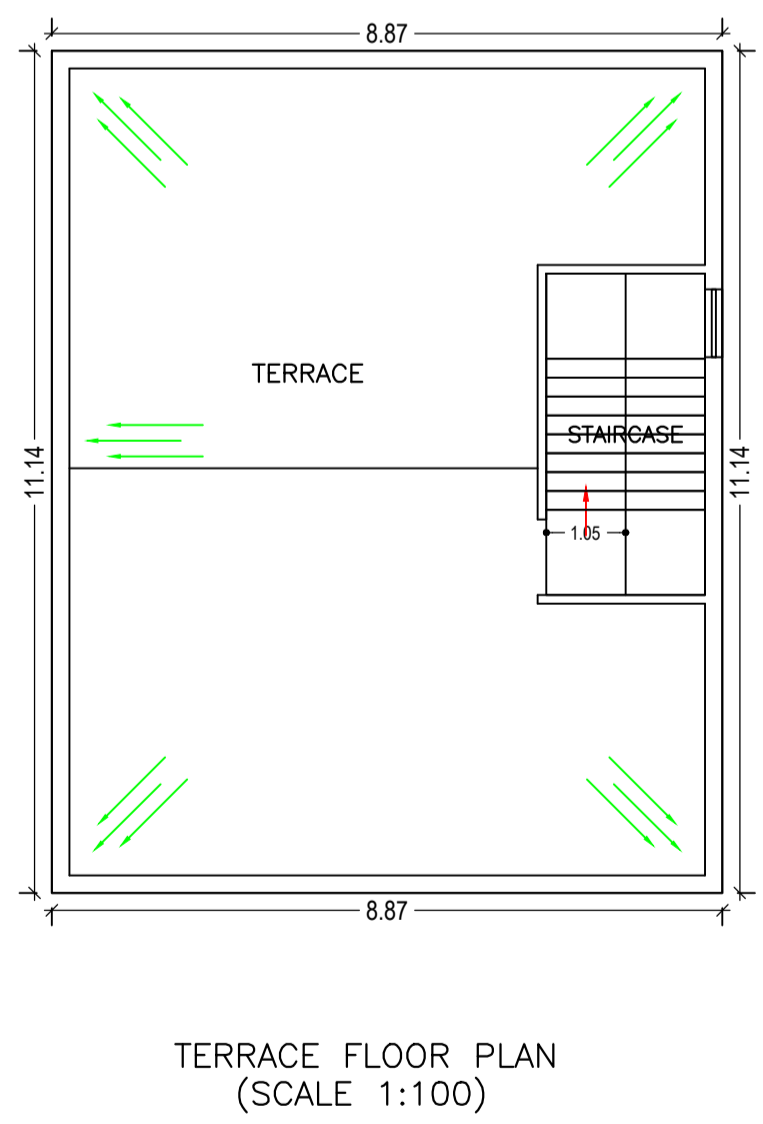 8.87
TERRACE
STAIRCASE
11.14
11.14
1.05
8.87
TERRACE FLOOR PLAN
(SCALE 1:100)